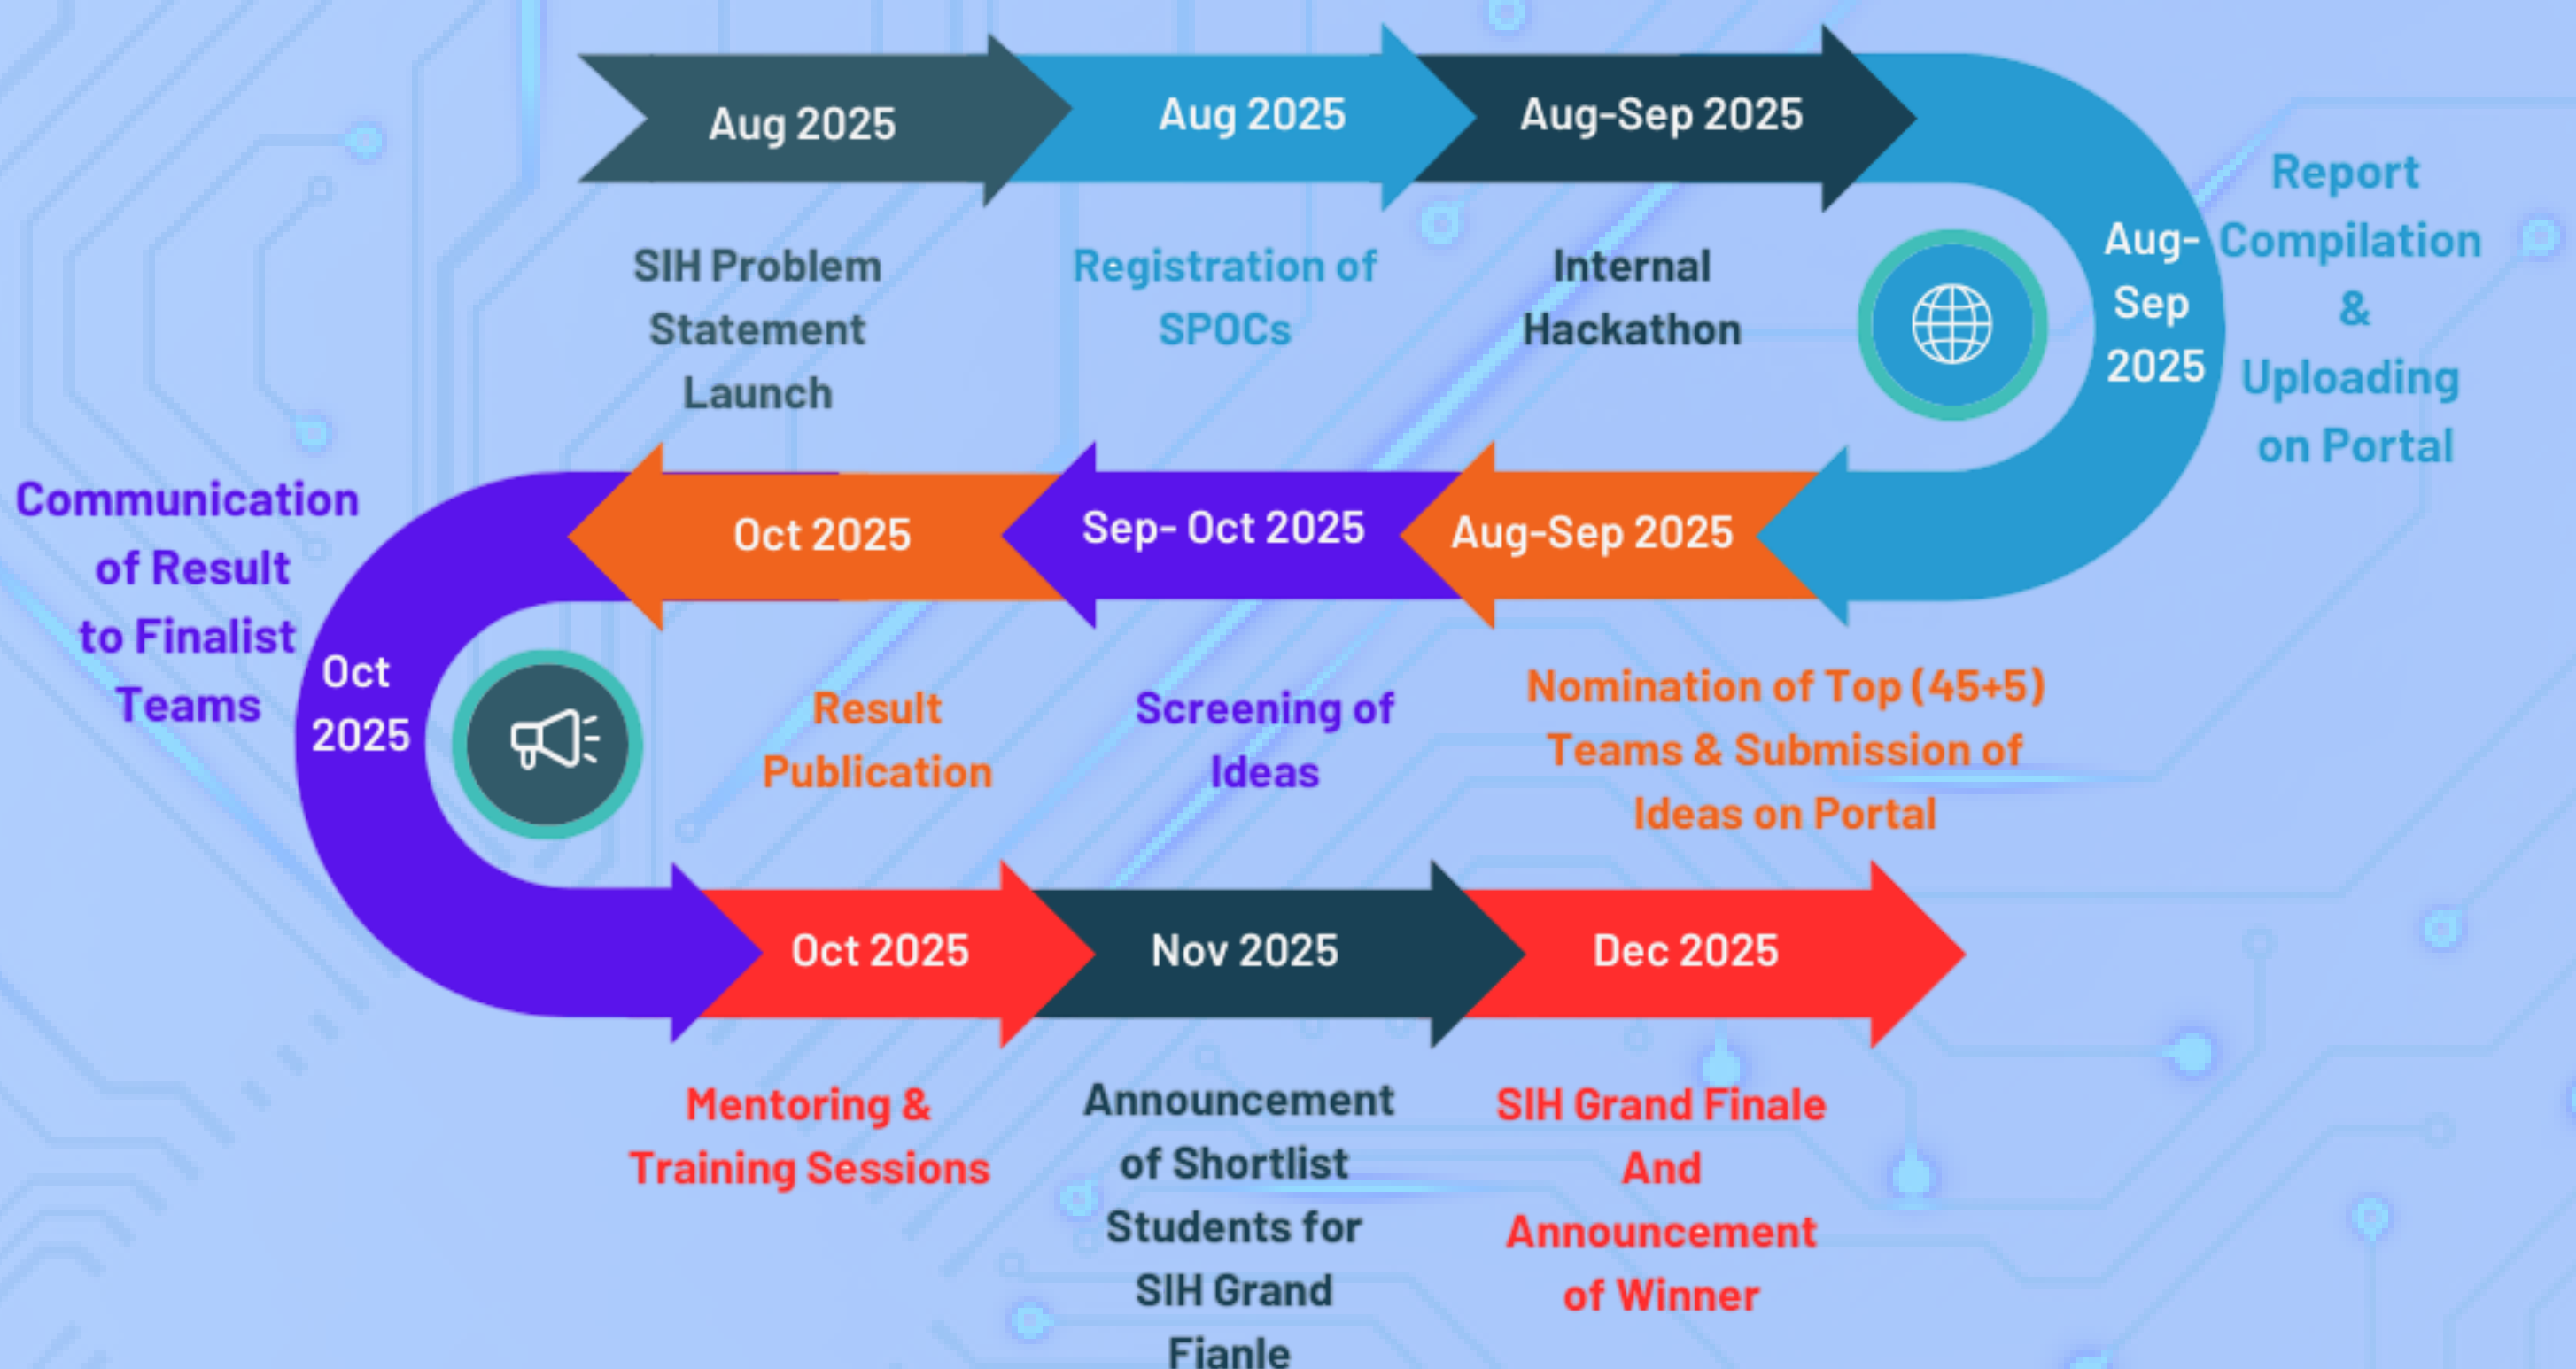 Aug 2025
SIH Problem
Statement
Launch
Aug 2025
Registration of
SPOCs
Aug-Sep 2025
Internal
Hackathon
Aug-
Sep
2025
Report
Compilation
&
Uploading
on Portal
Aug-Sep 2025
Nomination of Top (45+5)
Teams & Submission of
Ideas on Portal
Sep- Oct 2025
Screening of
Ideas
Oct 2025
Result
Publication
Oct
2025
Communication
of Result
to Finalist
Teams
Oct 2025
Mentoring &
Training Sessions
Nov 2025
Announcement
of Shortlist
Students for
SIH Grand
Fianle
Dec 2025
SIH Grand Finale
And
Announcement
of Winner